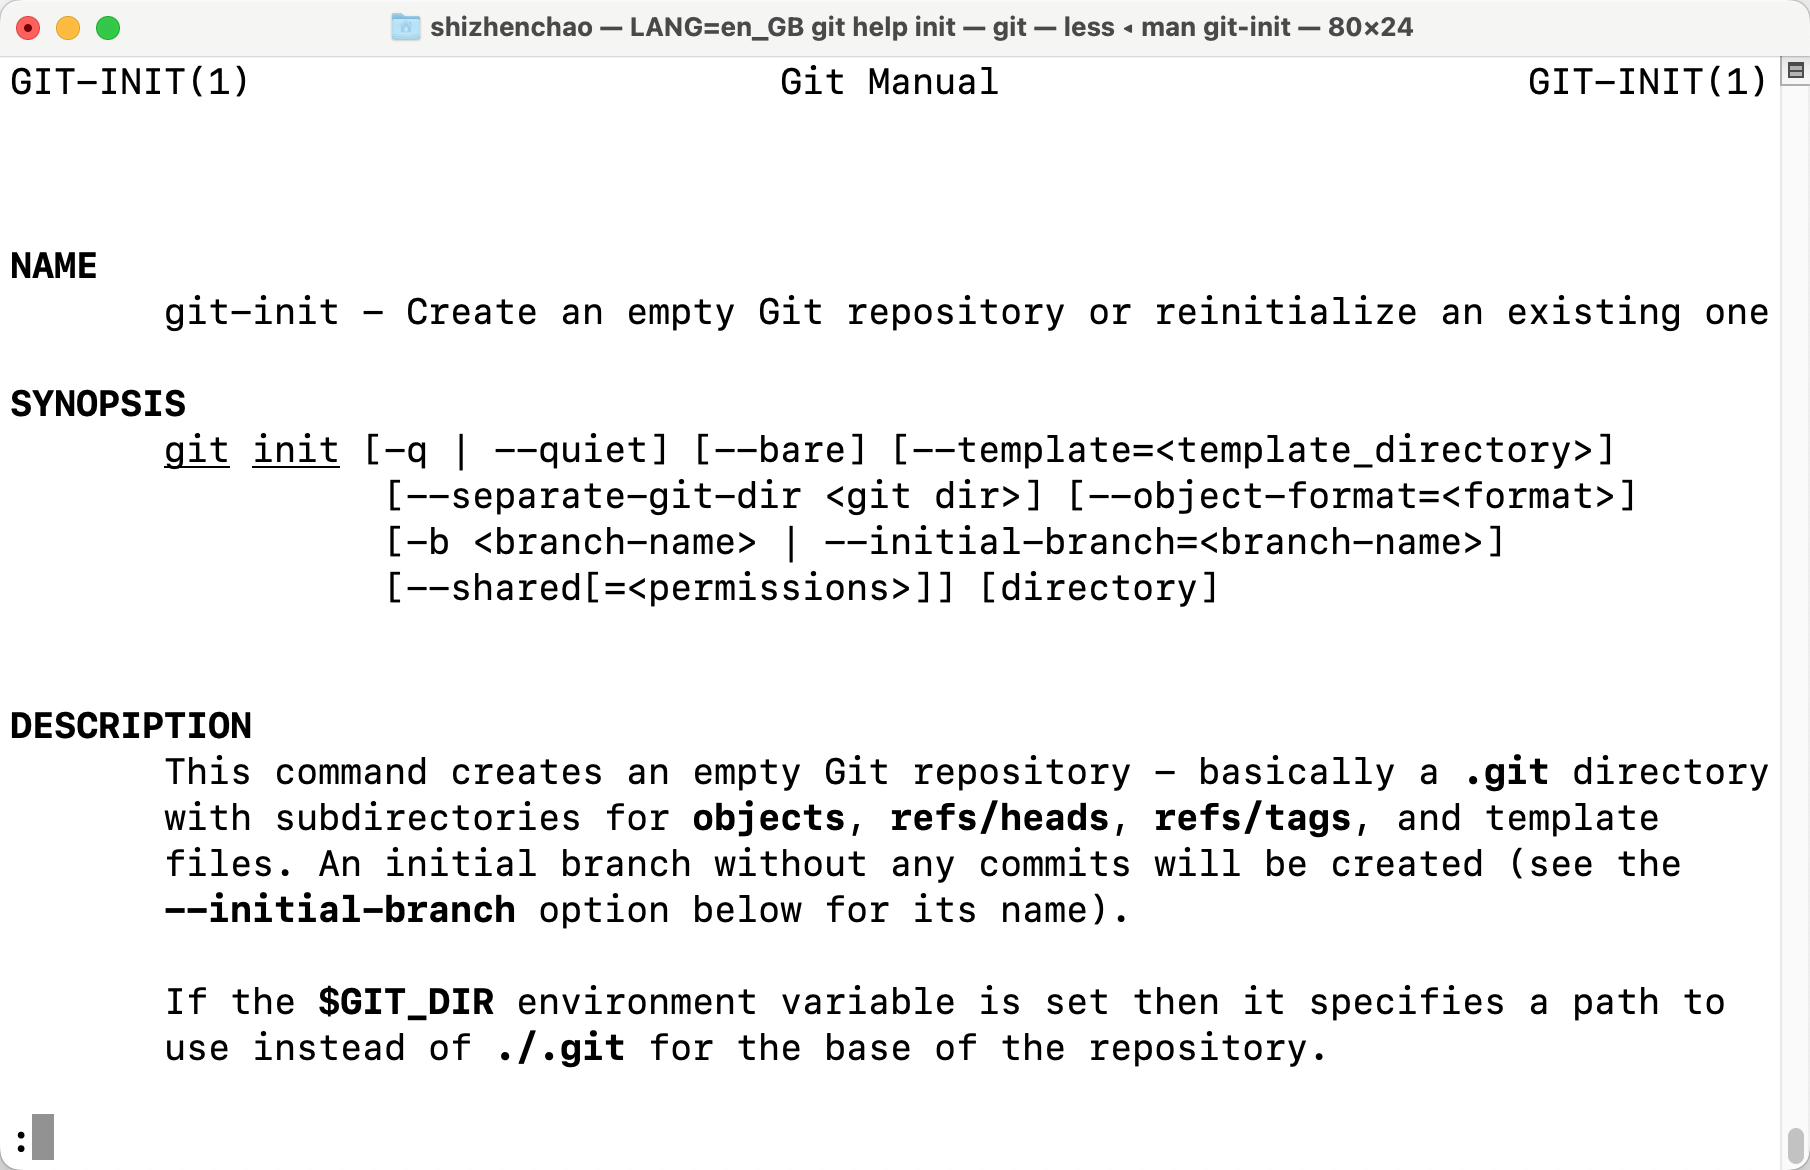 shizhenchao — LANG=en_GB git help init — git — less ◂ man git-init — 80×24
GIT-INIT(1) Git Manual GIT-INIT(1)
NAME
git-init - Create an empty Git repository or reinitialize an existing one
SYNOPSIS
git init [-q | --quiet] [--bare] [--template=<template_directory>]
[--separate-git-dir <git dir>] [--object-format=<format>]
[-b <branch-name> | --initial-branch=<branch-name>]
[--shared[=<permissions>]] [directory]
DESCRIPTION
This command creates an empty Git repository - basically a .git directory
with subdirectories for objects, refs/heads, refs/tags, and template
files. An initial branch without any commits will be created (see the
--initial-branch option below for its name).
If the $GIT_DIR environment variable is set then it specifies a path to
use instead of ./.git for the base of the repository.
: